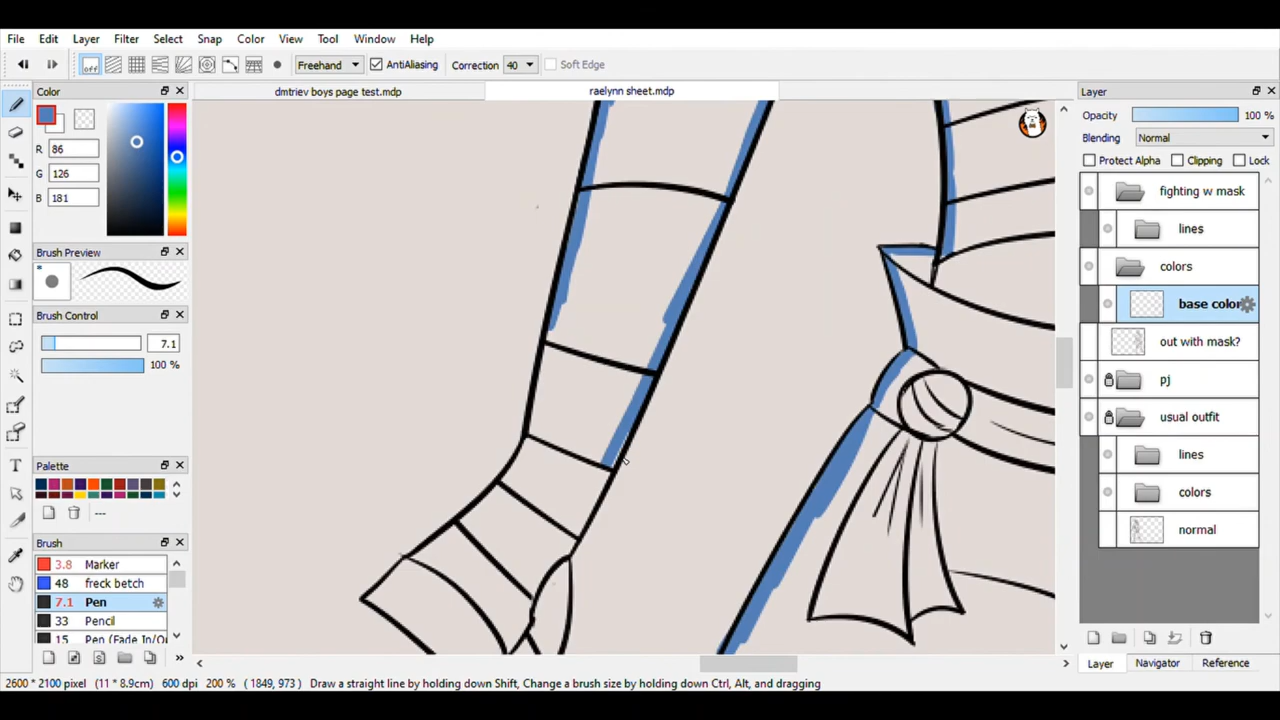 File Edit Layer Filter Select Snap Color View Tool Window Help
off Freehand AntiAliasing Correction 40 Soft Edge
Color
R 86
G 126
B 181
Brush Preview
Brush Control
7.1
100 %
Palette
---
Brush
3.8 Marker
48 freck betch
7.1 Pen
33 Pencil
15 Pen (Fade In/O
dmtriev boys page test.mdp
raelynn sheet.mdp
Layer
Opacity 100 %
Blending Normal
Protect Alpha Clipping Lock
fighting w mask
lines
colors
base color
out with mask?
pj
usual outfit
lines
colors
normal
Layer Navigator Reference
2600 * 2100 pixel (11 * 8.9cm) 600 dpi 200 % (1849, 973) Draw a straight line by holding down Shift, Change a brush size by holding down Ctrl, Alt, and dragging